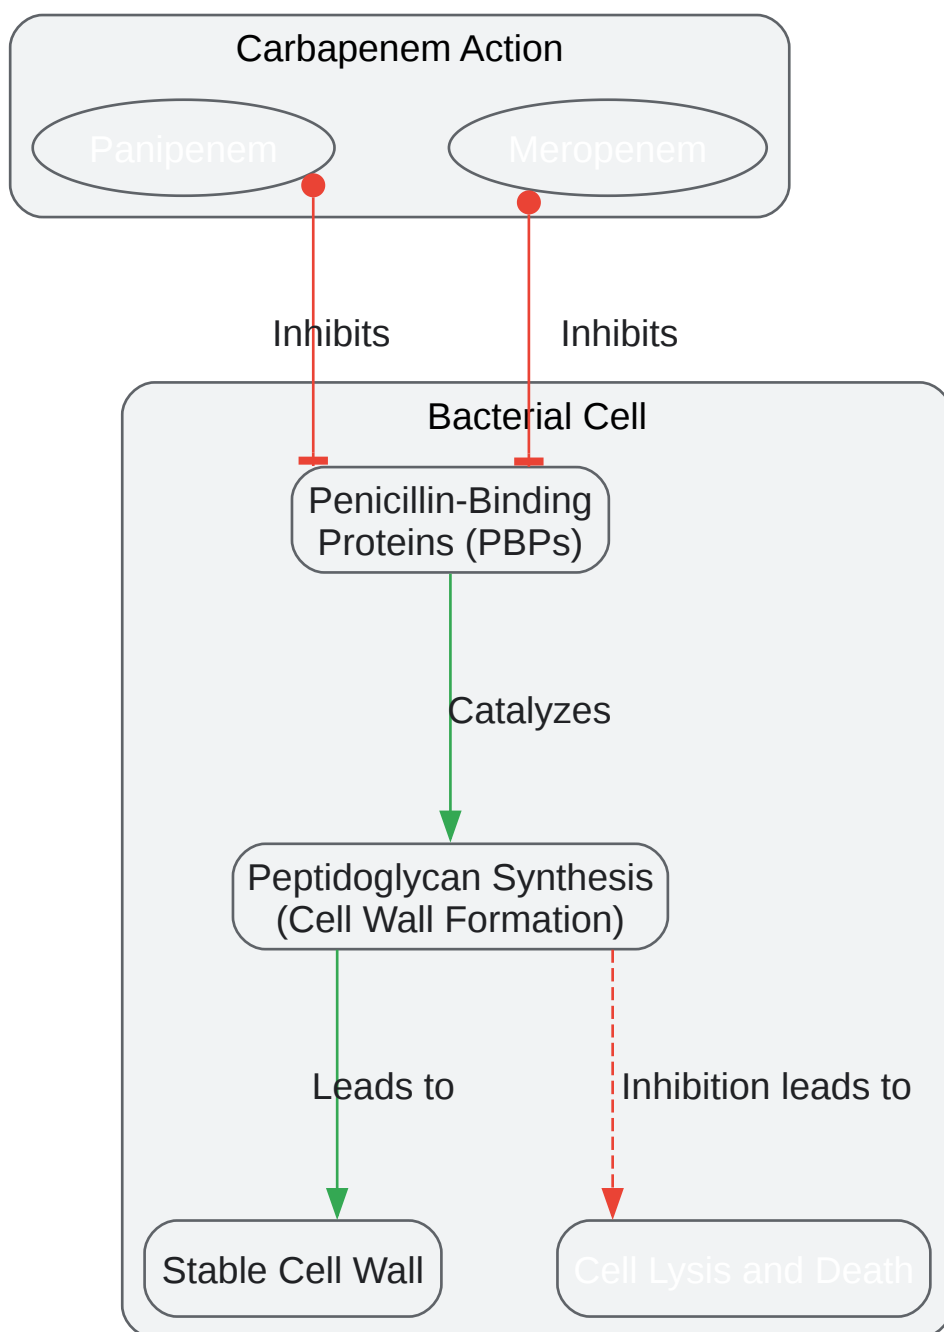 Carbapenem Action
Panipenem
Meropenem
Inhibits
Inhibits
Bacterial Cell
Penicillin-Binding
Proteins (PBPs)
Catalyzes
Peptidoglycan Synthesis
(Cell Wall Formation)
Leads to
Inhibition leads to
Stable Cell Wall
Cell Lysis and Death